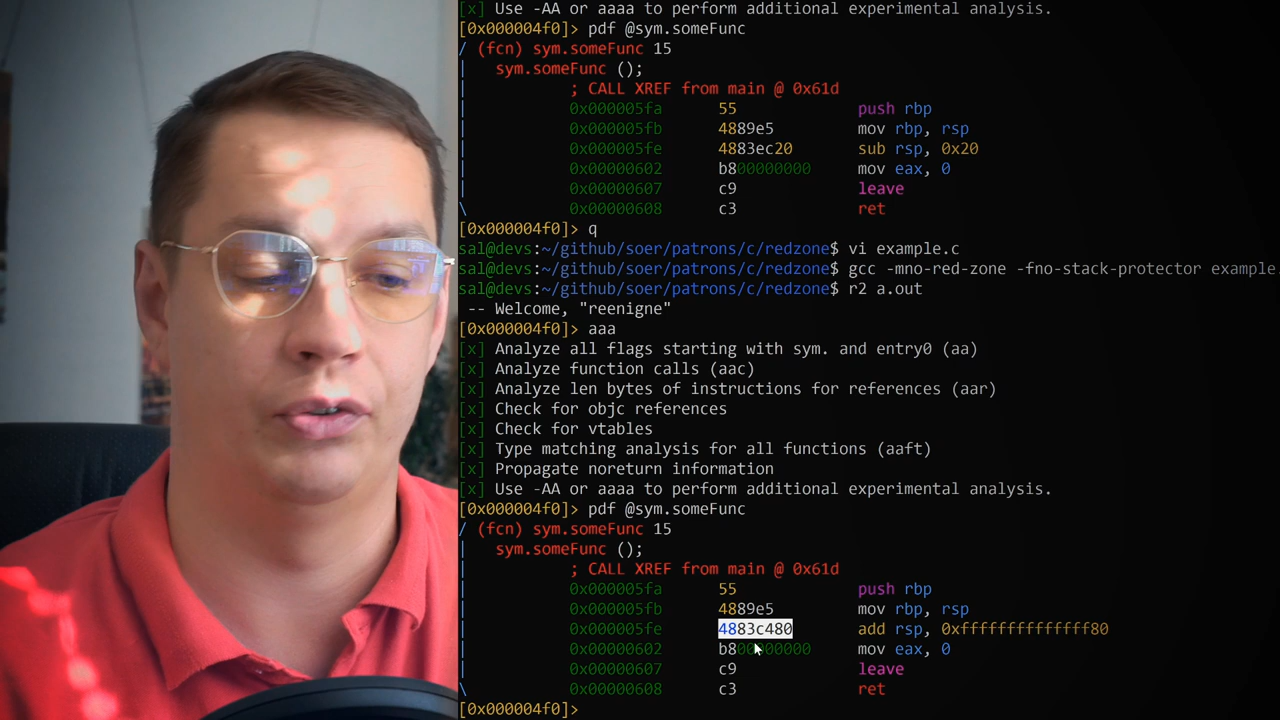 [x] Use -AA or aaaa to perform additional experimental analysis.
[0x000004f0]> pdf @sym.someFunc
/ (fcn) sym.someFunc 15
|   sym.someFunc ();
|           ; CALL XREF from main @ 0x61d
|           0x000005fa      55             push rbp
|           0x000005fb      4889e5         mov rbp, rsp
|           0x000005fe      4883ec20       sub rsp, 0x20
|           0x00000602      b800000000     mov eax, 0
|           0x00000607      c9             leave
\           0x00000608      c3             ret
[0x000004f0]> q
sal@devs:~/github/soer/patrons/c/redzone$ vi example.c
sal@devs:~/github/soer/patrons/c/redzone$ gcc -mno-red-zone -fno-stack-protector example.
sal@devs:~/github/soer/patrons/c/redzone$ r2 a.out
 -- Welcome, "reenigne"
[0x000004f0]> aaa
[x] Analyze all flags starting with sym. and entry0 (aa)
[x] Analyze function calls (aac)
[x] Analyze len bytes of instructions for references (aar)
[x] Check for objc references
[x] Check for vtables
[x] Type matching analysis for all functions (aaft)
[x] Propagate noreturn information
[x] Use -AA or aaaa to perform additional experimental analysis.
[0x000004f0]> pdf @sym.someFunc
/ (fcn) sym.someFunc 15
|   sym.someFunc ();
|           ; CALL XREF from main @ 0x61d
|           0x000005fa      55             push rbp
|           0x000005fb      4889e5         mov rbp, rsp
|           0x000005fe      4883c480       add rsp, 0xffffffffffffff80
|           0x00000602      b800000000     mov eax, 0
|           0x00000607      c9             leave
\           0x00000608      c3             ret
[0x000004f0]>